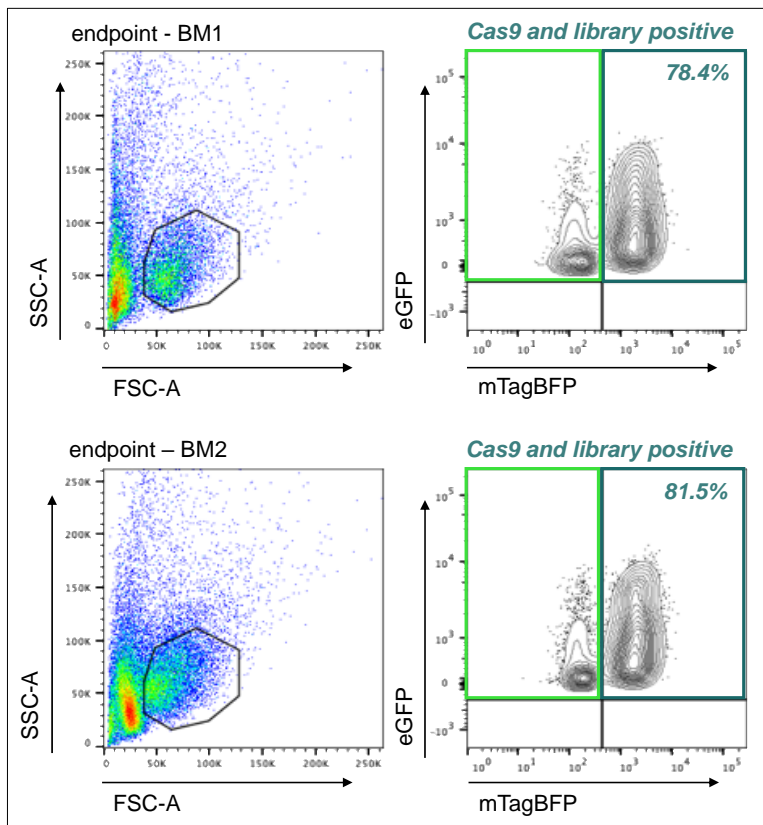 endpoint - BM1
Cas9 and library positive
78.4%
250K
200K
150K
100K
50K
0
SSC-A
0 50K 100K 150K 200K 250K
FSC-A
10^5
10^4
10^3
0
-10^3
eGFP
10^0 10^1 10^2 10^3 10^4 10^5
mTagBFP
endpoint – BM2
Cas9 and library positive
81.5%
250K
200K
150K
100K
50K
0
SSC-A
0 50K 100K 150K 200K 250K
FSC-A
10^5
10^4
10^3
0
-10^3
eGFP
10^0 10^1 10^2 10^3 10^4 10^5
mTagBFP